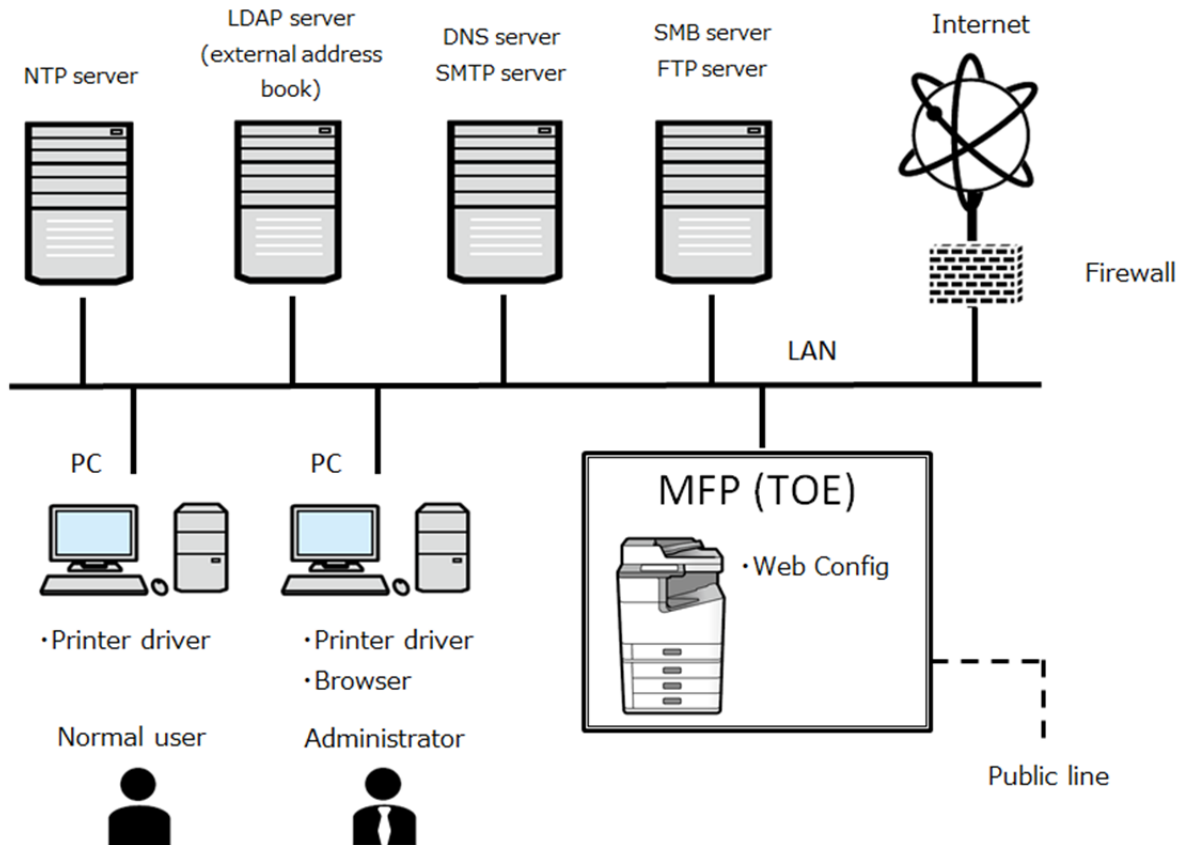 NTP server
LDAP server
(external address
book)
DNS server
SMTP server
SMB server
FTP server
Internet
Firewall
LAN
PC
PC
MFP (TOE)
・Web Config
・Printer driver
・Printer driver
・Browser
Normal user
Administrator
Public line